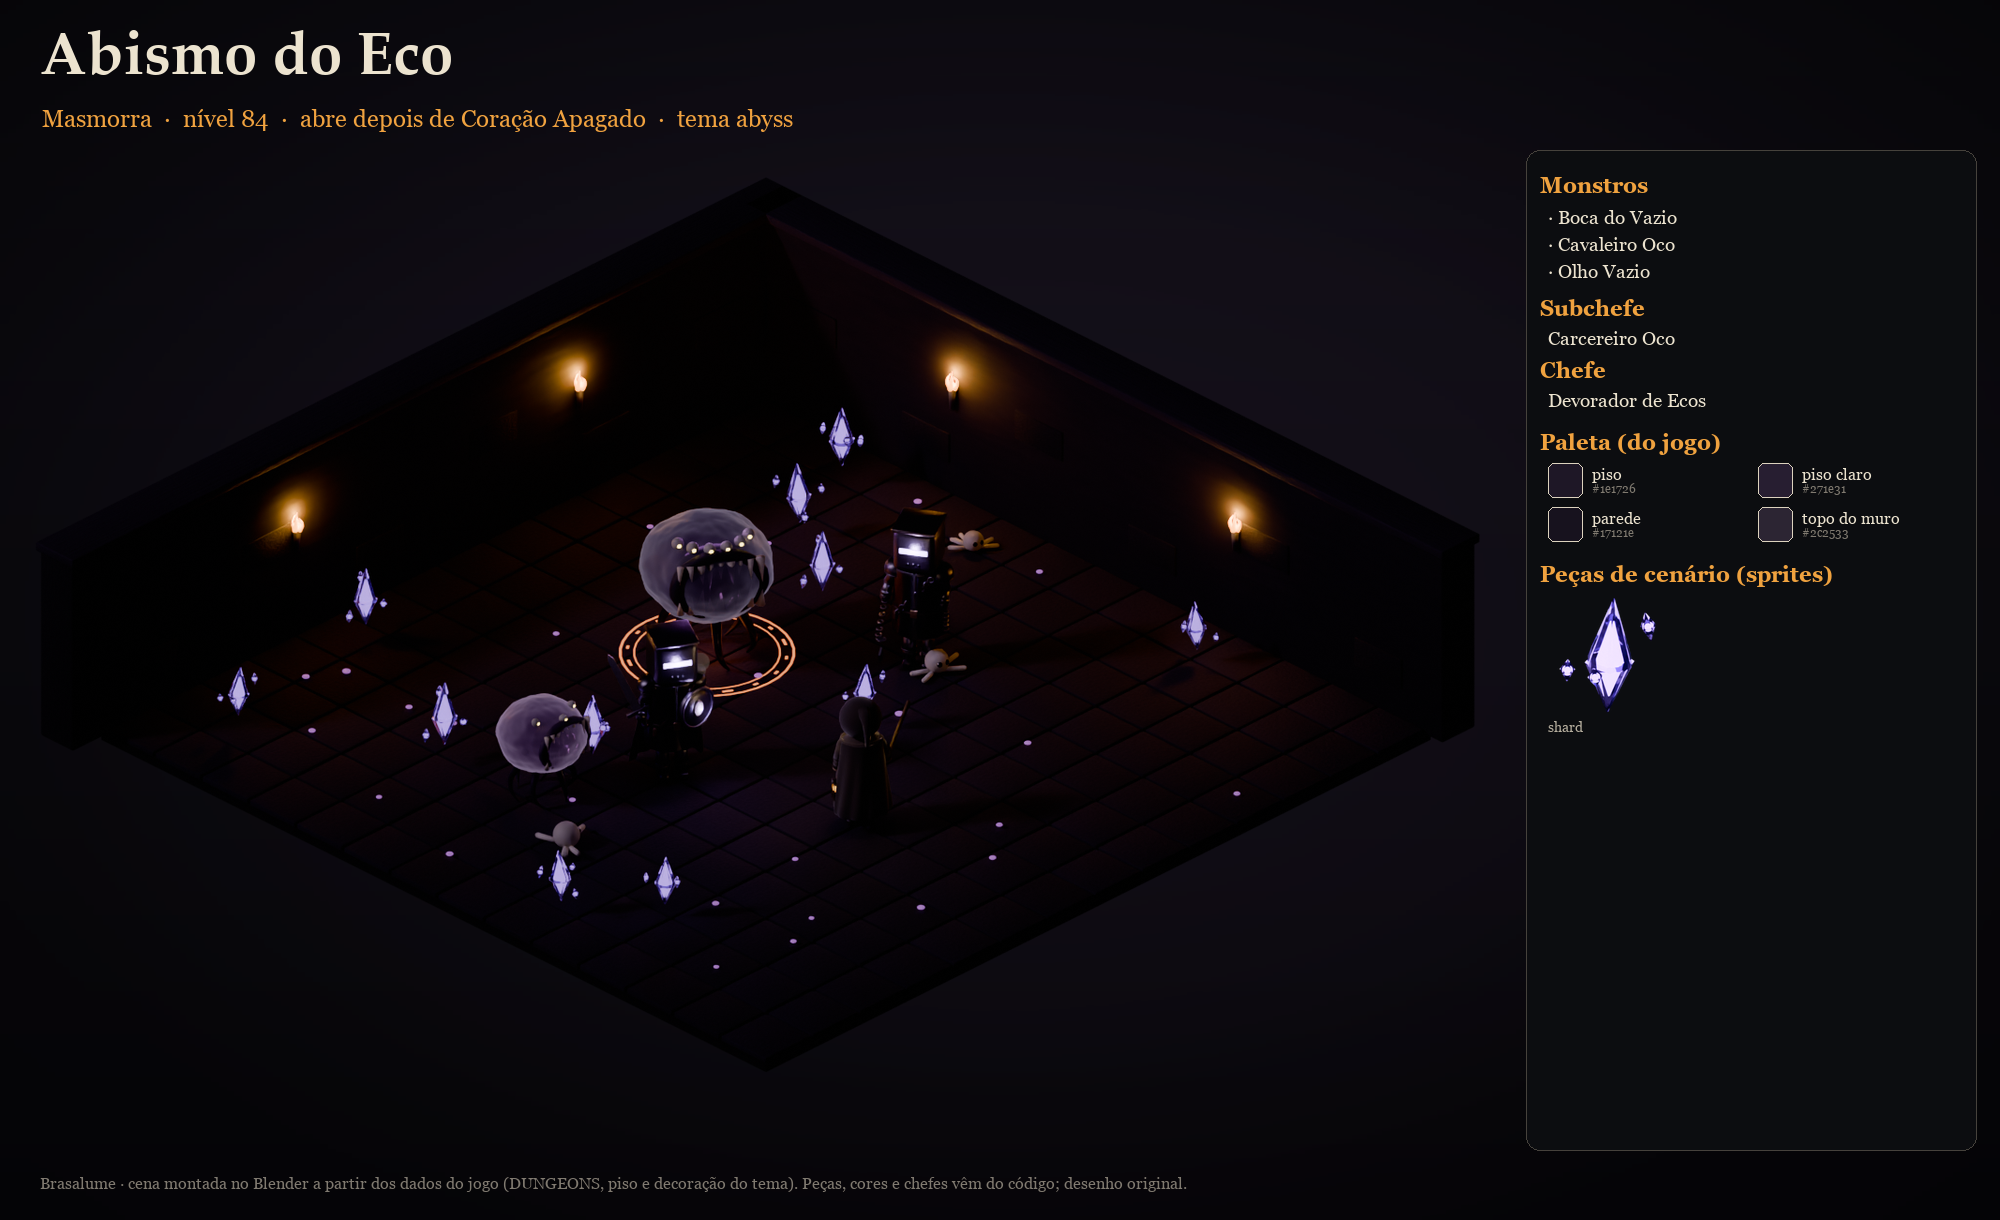 Abismo do Eco
Masmorra · nível 84 · abre depois de Coração Apagado · tema abyss
Monstros
· Boca do Vazio
· Cavaleiro Oco
· Olho Vazio
Subchefe
Carcereiro Oco
Chefe
Devorador de Ecos
Paleta (do jogo)
piso
#1e1726
piso claro
#271e31
parede
#17121e
topo do muro
#2c2533
Peças de cenário (sprites)
shard
Brasalume · cena montada no Blender a partir dos dados do jogo (DUNGEONS, piso e decoração do tema). Peças, cores e chefes vêm do código; desenho original.